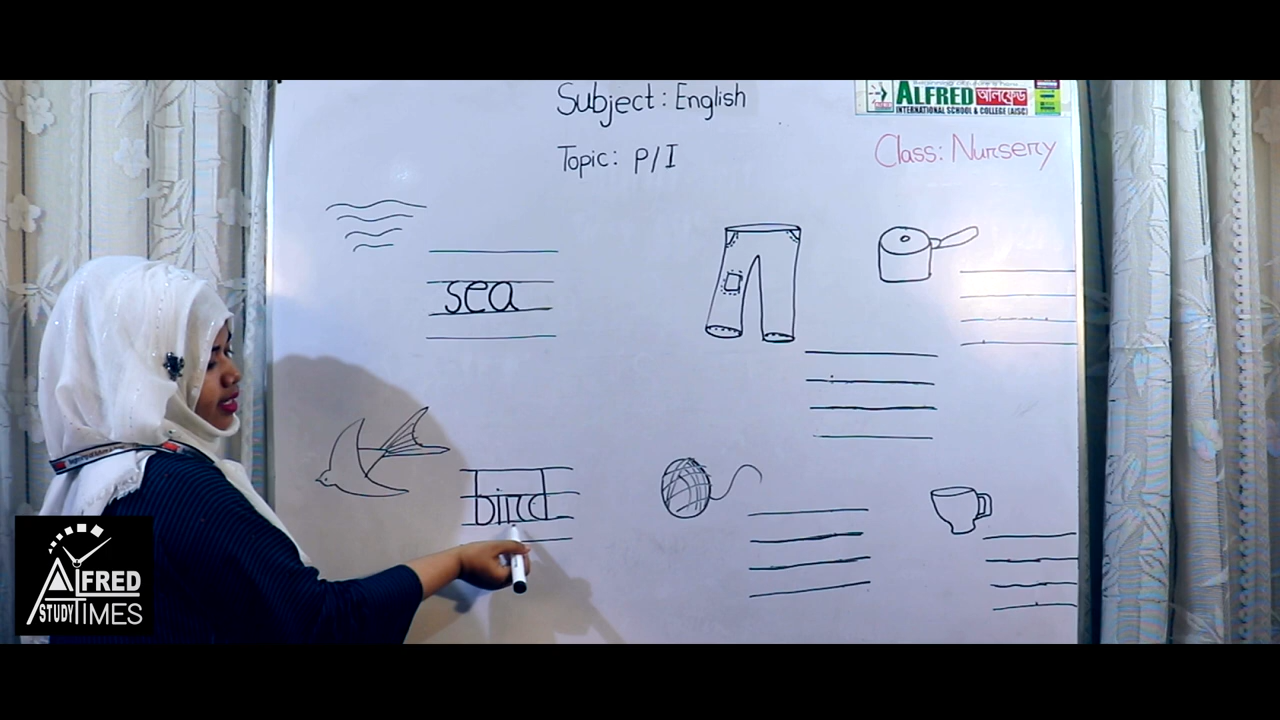 Subject: English
Topic: P/I
ALFRED আলফ্রেড
INTERNATIONAL SCHOOL & COLLEGE (AISC)
Class: Nursery
sea
bird
ALFRED
STUDY TIMES